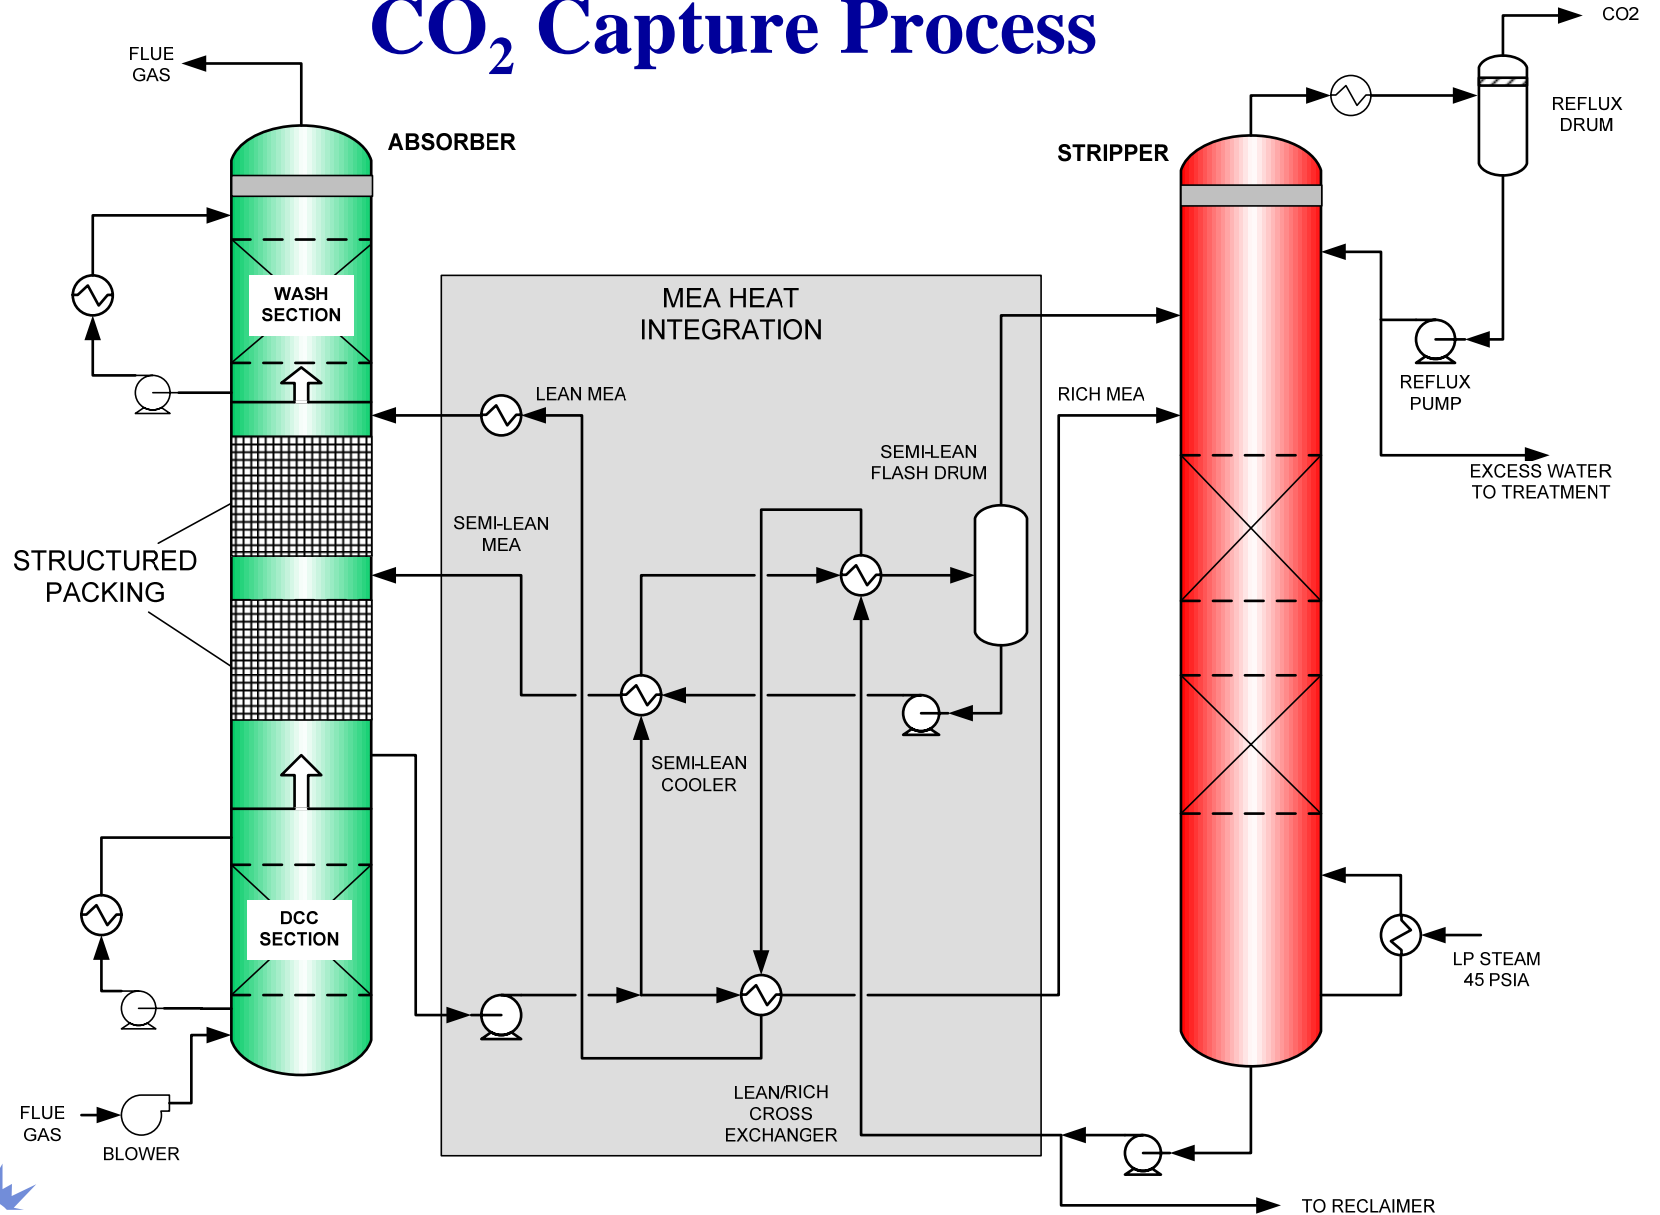 CO2 Capture Process
FLUE
GAS
CO2
ABSORBER
STRIPPER
REFLUX
DRUM
WASH
SECTION
MEA HEAT
INTEGRATION
LEAN MEA
RICH MEA
REFLUX
PUMP
SEMI-LEAN
FLASH DRUM
EXCESS WATER
TO TREATMENT
SEMI-LEAN
MEA
STRUCTURED
PACKING
SEMI-LEAN
COOLER
DCC
SECTION
LP STEAM
45 PSIA
LEAN/RICH
CROSS
EXCHANGER
FLUE
GAS
BLOWER
TO RECLAIMER